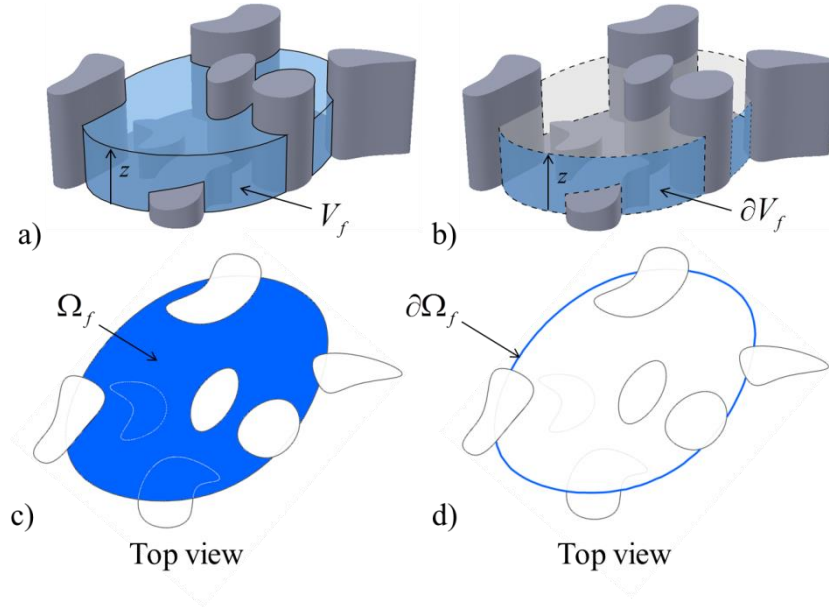 z
z
V_f
∂V_f
a)
b)
Ω_f
∂Ω_f
c)
d)
Top view
Top view